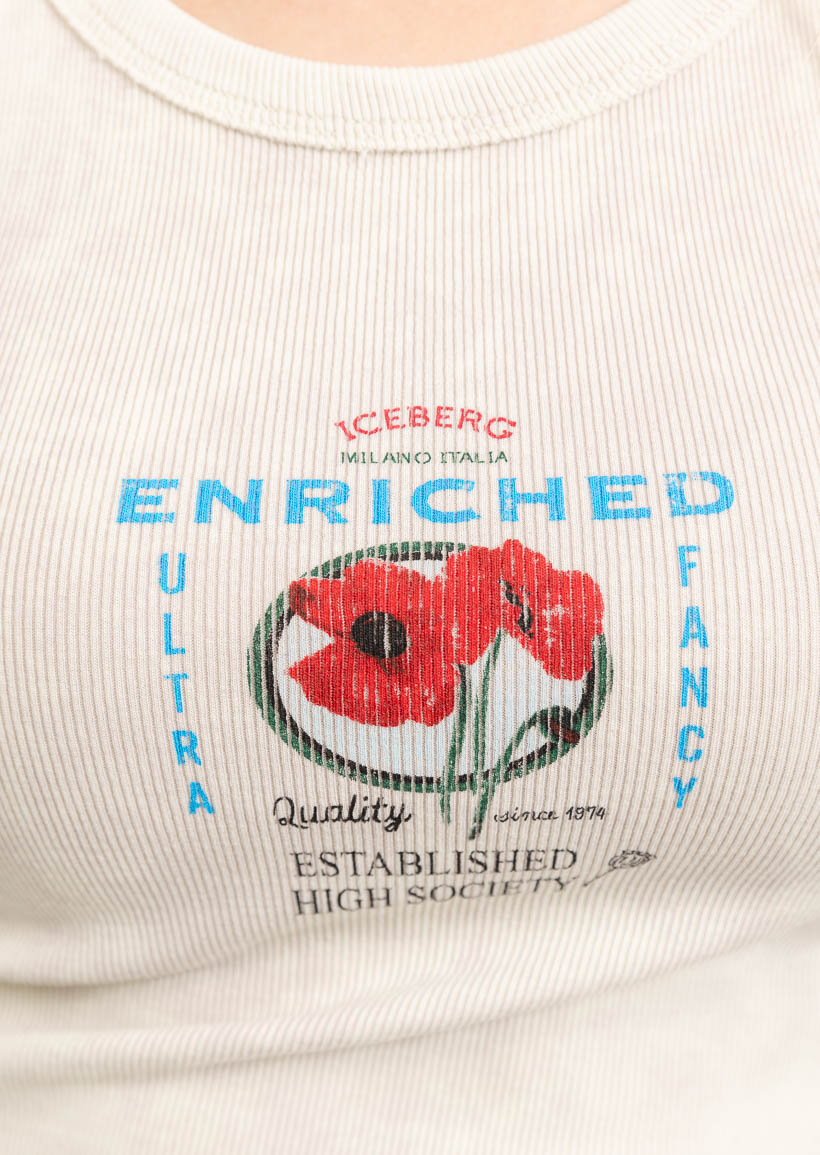 ICEBERG
MILANO ITALIA
ENRICHED
ULTRA
FANCY
Quality
since 1974
ESTABLISHED
HIGH SOCIETY